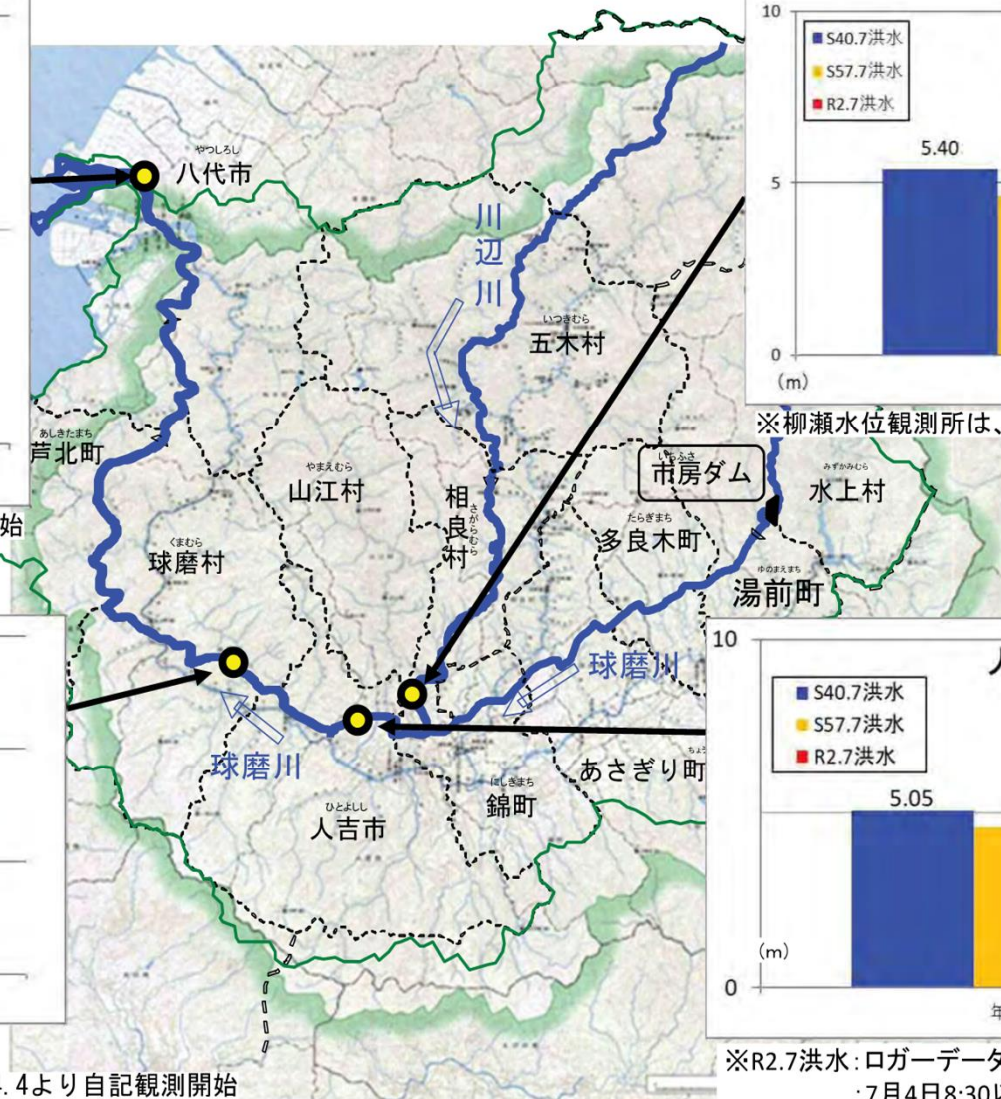 10
S40.7洪水
S57.7洪水
R2.7洪水
5.40
5
0
(m)
※柳瀬水位観測所は、
やつしろし
八代市
川辺川
いつきむら
五木村
あしきたまち
芦北町
やまえむら
山江村
相良村
さがらむら
いちふさ
市房ダム
みずかみむら
水上村
たらぎまち
多良木町
くまむら
球磨村
ゆのまえまち
湯前町
始
球磨川
球磨川
あさぎり町
にしきまち
錦町
ひとよしし
人吉市
10
S40.7洪水
S57.7洪水
R2.7洪水
5.05
(m)
0
※R2.7洪水:ロガーデータ
:7月4日8:30以
.4より自記観測開始